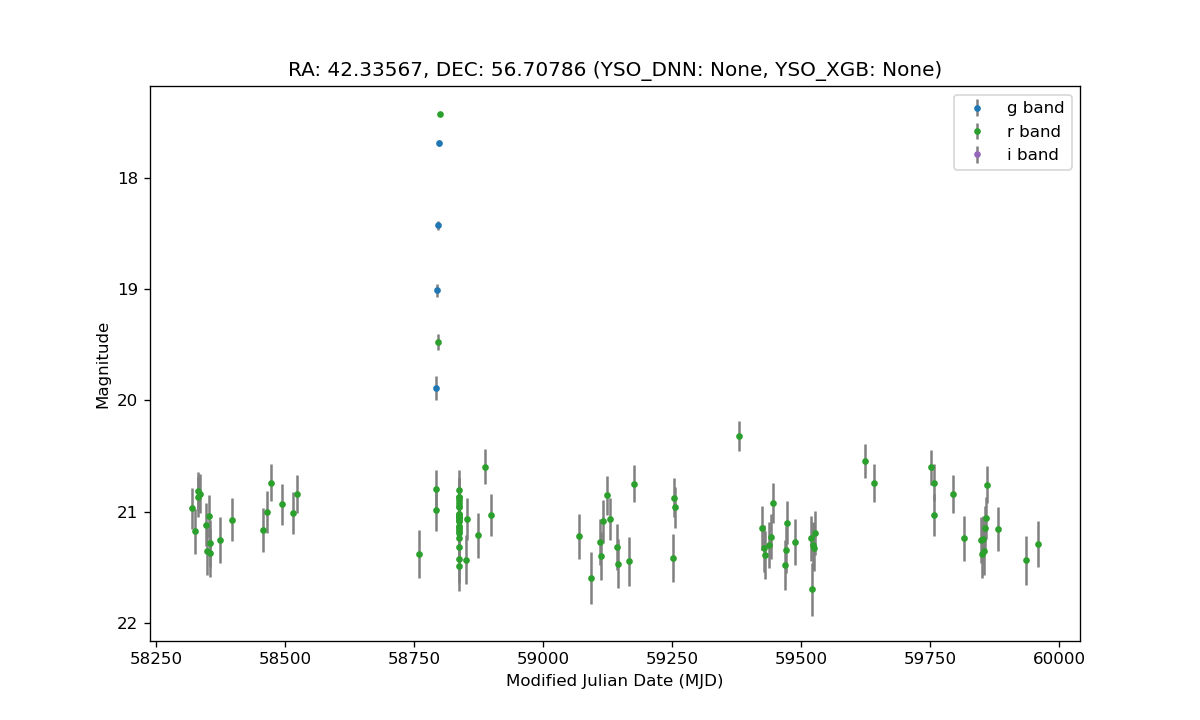 RA: 42.33567, DEC: 56.70786 (YSO_DNN: None, YSO_XGB: None)
g band
r band
i band
18
19
20
21
22
Magnitude
58250 58500 58750 59000 59250 59500 59750 60000
Modified Julian Date (MJD)